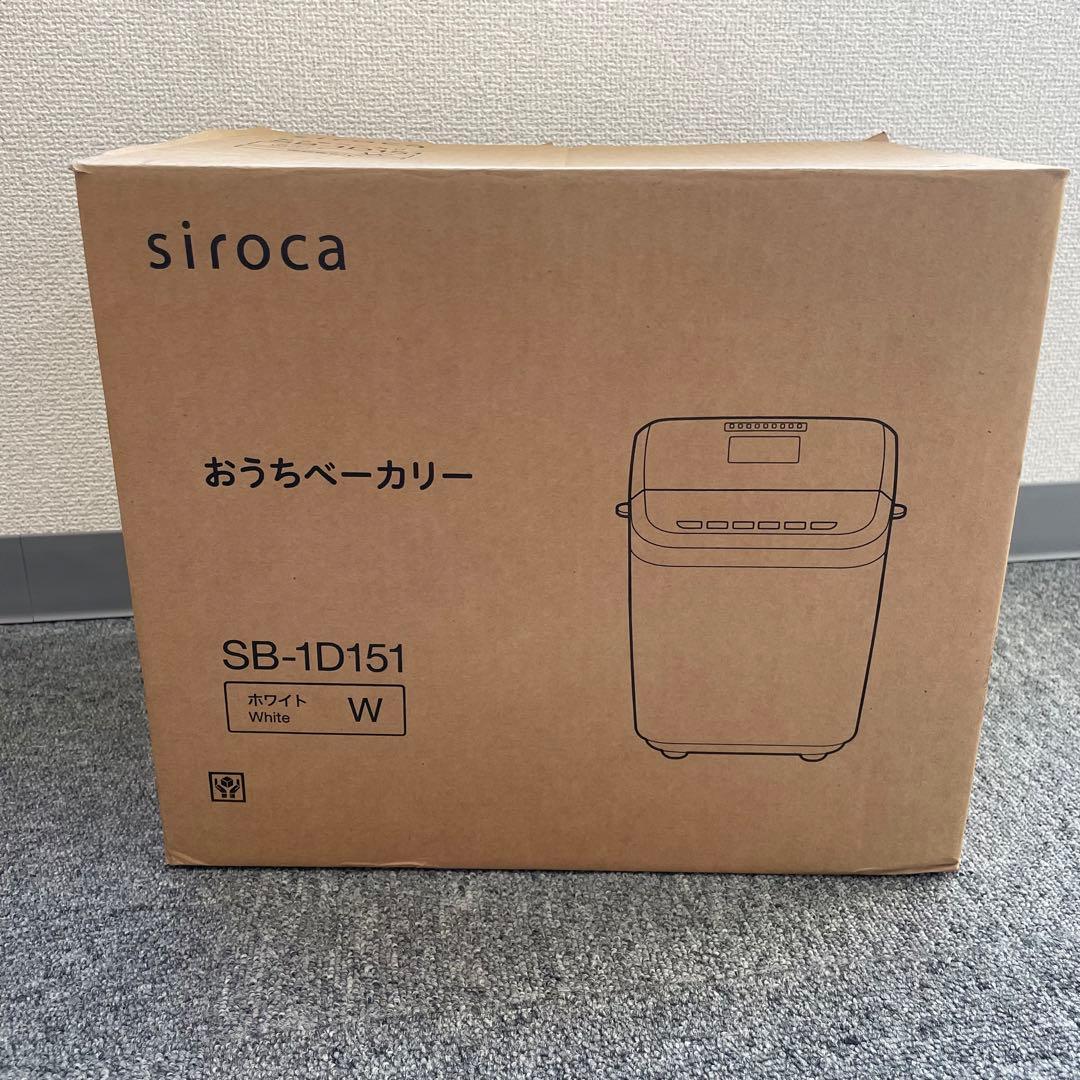 siroca
おうちベーカリー
SB-1D151
ホワイト
White
W